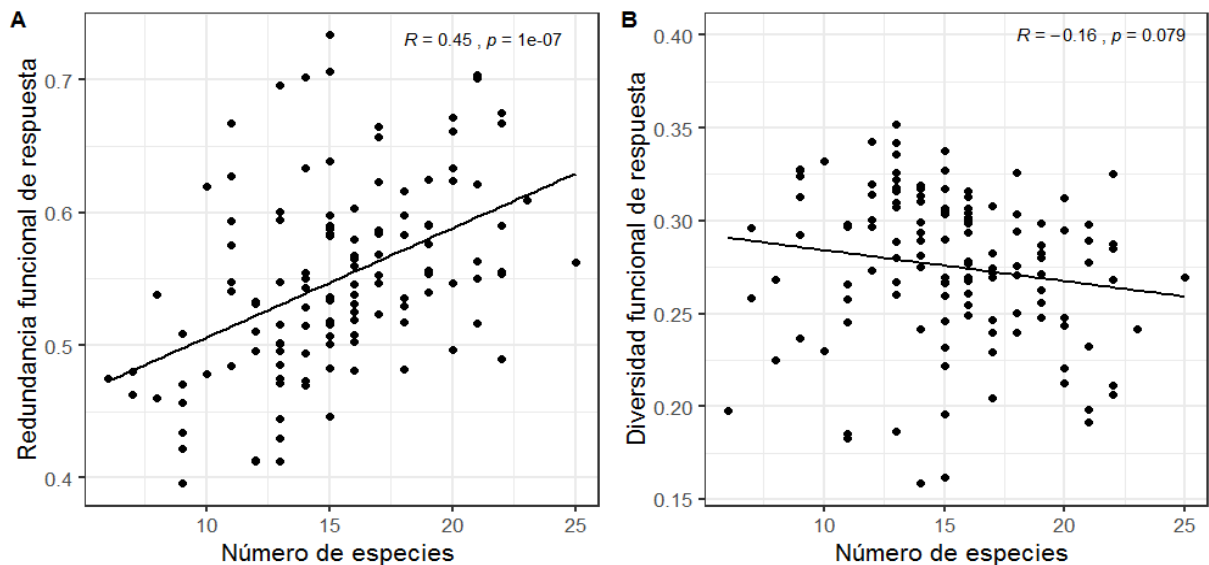 A
R = 0.45 , p = 1e-07
Redundancia funcional de respuesta
0.7
0.6
0.5
0.4
10 15 20 25
Número de especies
B
R = −0.16 , p = 0.079
Diversidad funcional de respuesta
0.40
0.35
0.30
0.25
0.20
0.15
10 15 20 25
Número de especies